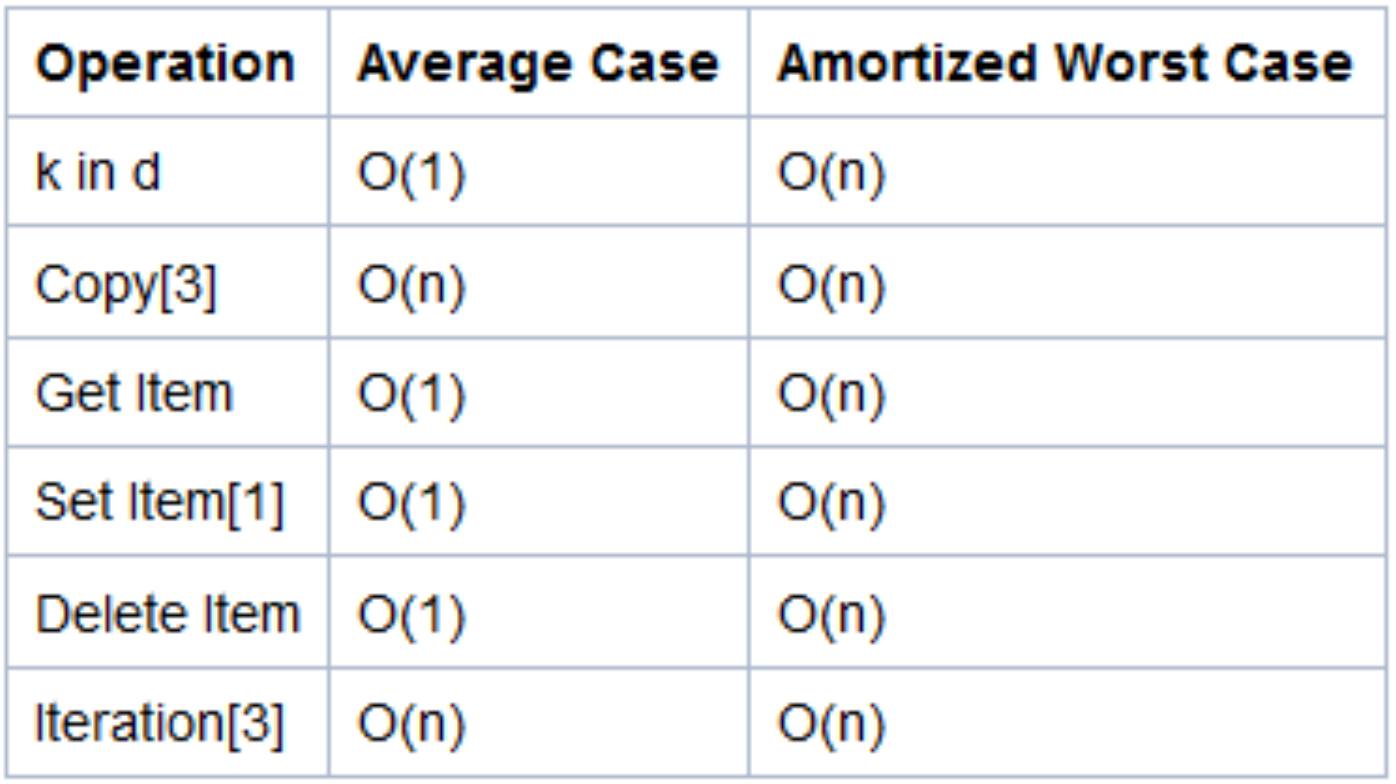 Operation Average Case Amortized Worst Case
k in d O(1) O(n)
Copy[3] O(n) O(n)
Get Item O(1) O(n)
Set Item[1] O(1) O(n)
Delete Item O(1) O(n)
Iteration[3] O(n) O(n)